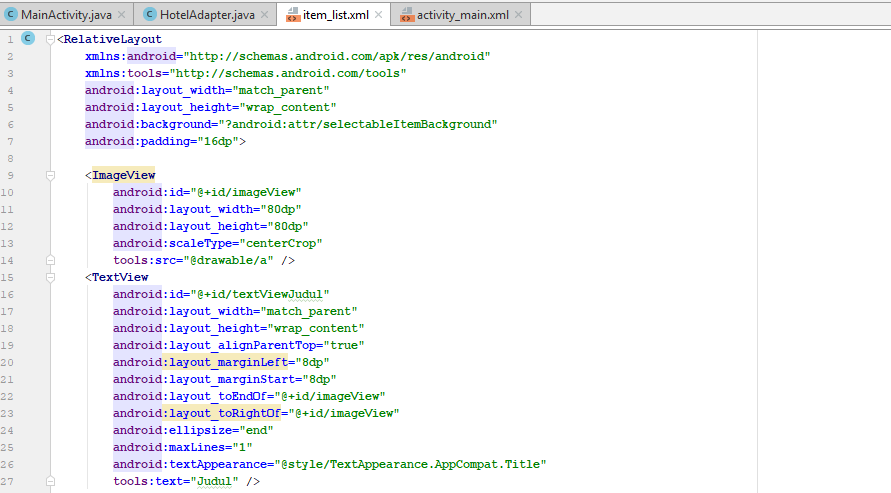 MainActivity.java HotelAdapter.java item_list.xml activity_main.xml
1 <RelativeLayout
2 xmlns:android="http://schemas.android.com/apk/res/android"
3 xmlns:tools="http://schemas.android.com/tools"
4 android:layout_width="match_parent"
5 android:layout_height="wrap_content"
6 android:background="?android:attr/selectableItemBackground"
7 android:padding="16dp">
8
9 <ImageView
10 android:id="@+id/imageView"
11 android:layout_width="80dp"
12 android:layout_height="80dp"
13 android:scaleType="centerCrop"
14 tools:src="@drawable/a" />
15 <TextView
16 android:id="@+id/textViewJudul"
17 android:layout_width="match_parent"
18 android:layout_height="wrap_content"
19 android:layout_alignParentTop="true"
20 android:layout_marginLeft="8dp"
21 android:layout_marginStart="8dp"
22 android:layout_toEndOf="@+id/imageView"
23 android:layout_toRightOf="@+id/imageView"
24 android:ellipsize="end"
25 android:maxLines="1"
26 android:textAppearance="@style/TextAppearance.AppCompat.Title"
27 tools:text="Judul" />